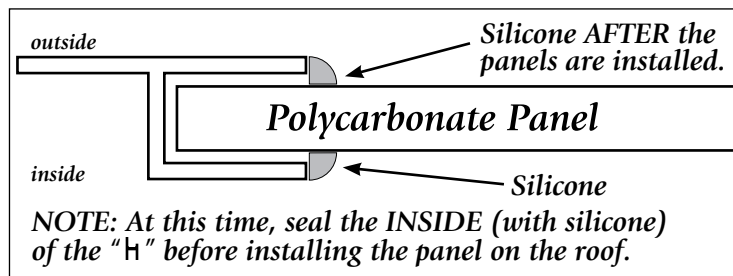 outside
Silicone AFTER the
panels are installed.
Polycarbonate Panel
inside
Silicone
NOTE: At this time, seal the INSIDE (with silicone)
of the “H” before installing the panel on the roof.